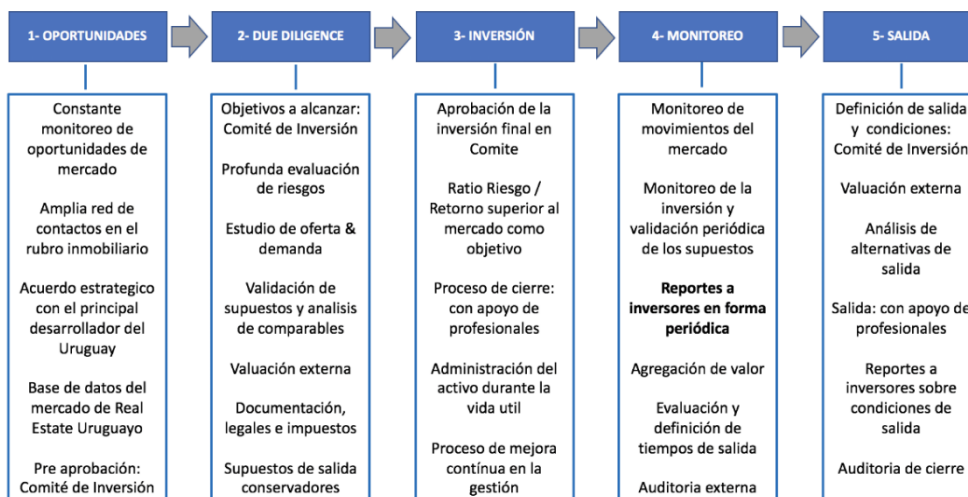 1- OPORTUNIDADES
2- DUE DILIGENCE
3- INVERSIÓN
4- MONITOREO
5- SALIDA
Constante
monitoreo de
oportunidades de
mercado
Amplia red de
contactos en el
rubro inmobiliario
Acuerdo estrategico
con el principal
desarrollador del
Uruguay
Base de datos del
mercado de Real
Estate Uruguayo
Pre aprobación:
Comité de Inversión
Objetivos a alcanzar:
Comité de Inversión
Profunda evaluación
de riesgos
Estudio de oferta &
demanda
Validación de
supuestos y analisis
de comparables
Valuación externa
Documentación,
legales e impuestos
Supuestos de salida
conservadores
Aprobación de la
inversión final en
Comite
Ratio Riesgo /
Retorno superior al
mercado como
objetivo
Proceso de cierre:
con apoyo de
profesionales
Administración del
activo durante la
vida util
Proceso de mejora
contínua en la
gestión
Monitoreo de
movimientos del
mercado
Monitoreo de la
inversión y
validación periódica
de los supuestos
Reportes a
inversores en forma
periódica
Agregación de valor
Evaluación y
definición de
tiempos de salida
Auditoria externa
Definición de salida
y condiciones:
Comité de Inversión
Valuación externa
Análisis de
alternativas de
salida
Salida: con apoyo de
profesionales
Reportes a
inversores sobre
condiciones de
salida
Auditoria de cierre